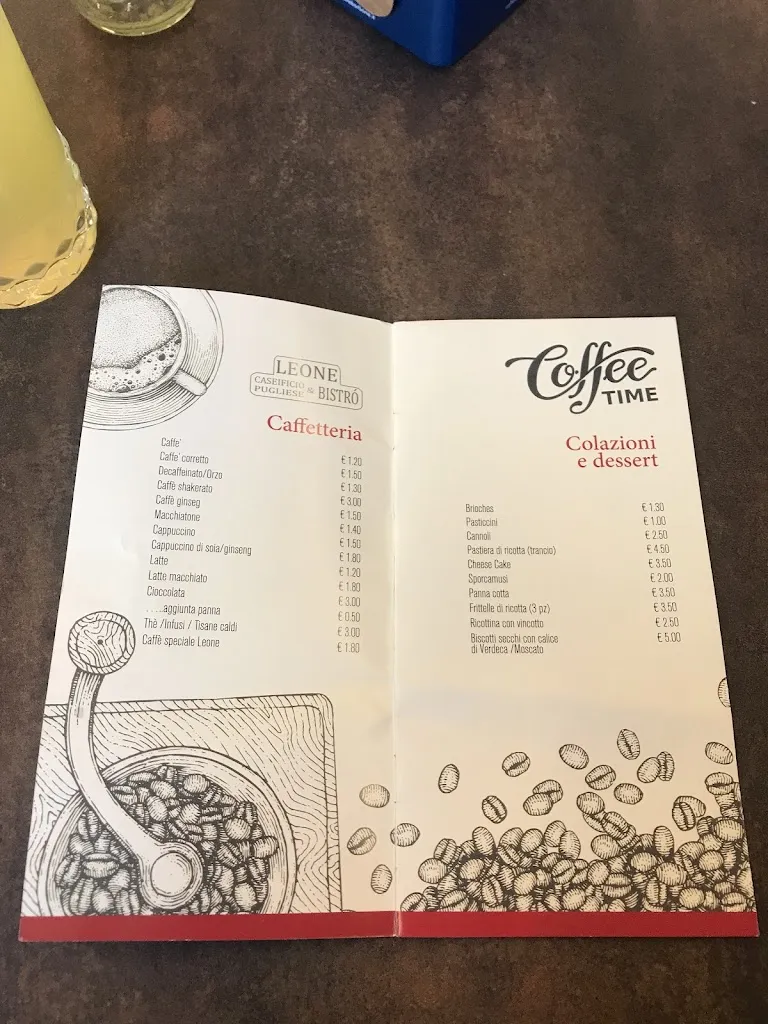 LEONE
CASEIFICIO & BISTRÓ
PUGLIESE
Caffetteria
Caffe' € 1.20
Caffe' corretto € 1.50
Decaffeinato/Orzo € 1.30
Caffè shakerato € 3.00
Caffè ginseg € 1.50
Macchiatone € 1.40
Cappuccino € 1.50
Cappuccino di soia/ginseng € 1.80
Latte € 1.20
Latte macchiato € 1.80
Cioccolata € 3.00
.....aggiunta panna € 0.50
Thè /Infusi / Tisane caldi € 3.00
Caffè speciale Leone € 1.80
Coffee
TIME
Colazioni
e dessert
Brioches € 1.30
Pasticcini € 1.00
Cannoli € 2.50
Pastiera di ricotta (trancio) € 4.50
Cheese Cake € 3.50
Sporcamusi € 2.00
Panna cotta € 3.50
Frittelle di ricotta (3 pz) € 3.50
Ricottina con vincotto € 2.50
Biscotti secchi con calice € 5.00
di Verdeca /Moscato